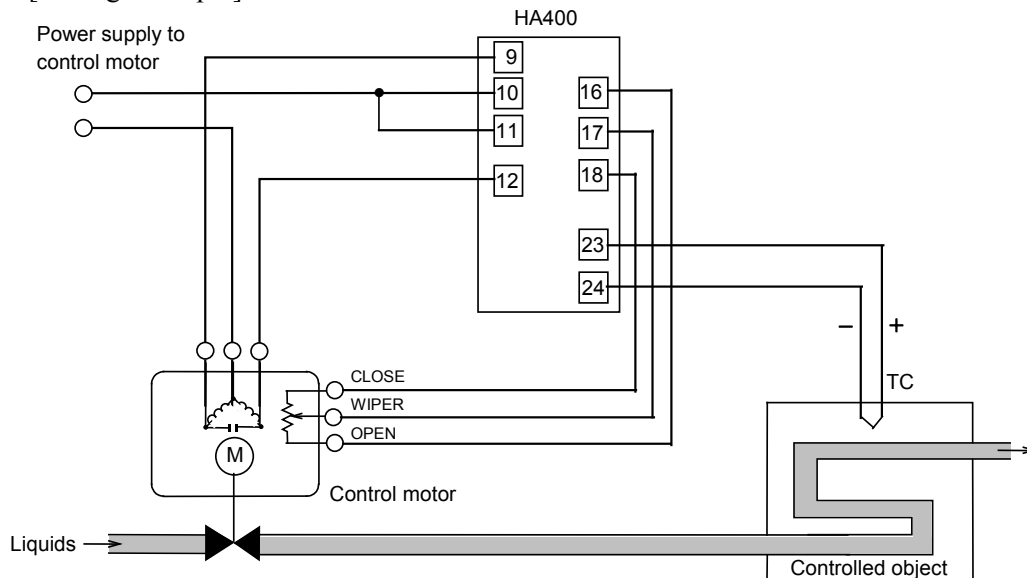 HA400
Power supply to
control motor
9
10
11
12
16
17
18
23
24
− +
TC
CLOSE
WIPER
OPEN
M
Control motor
Liquids
Controlled object